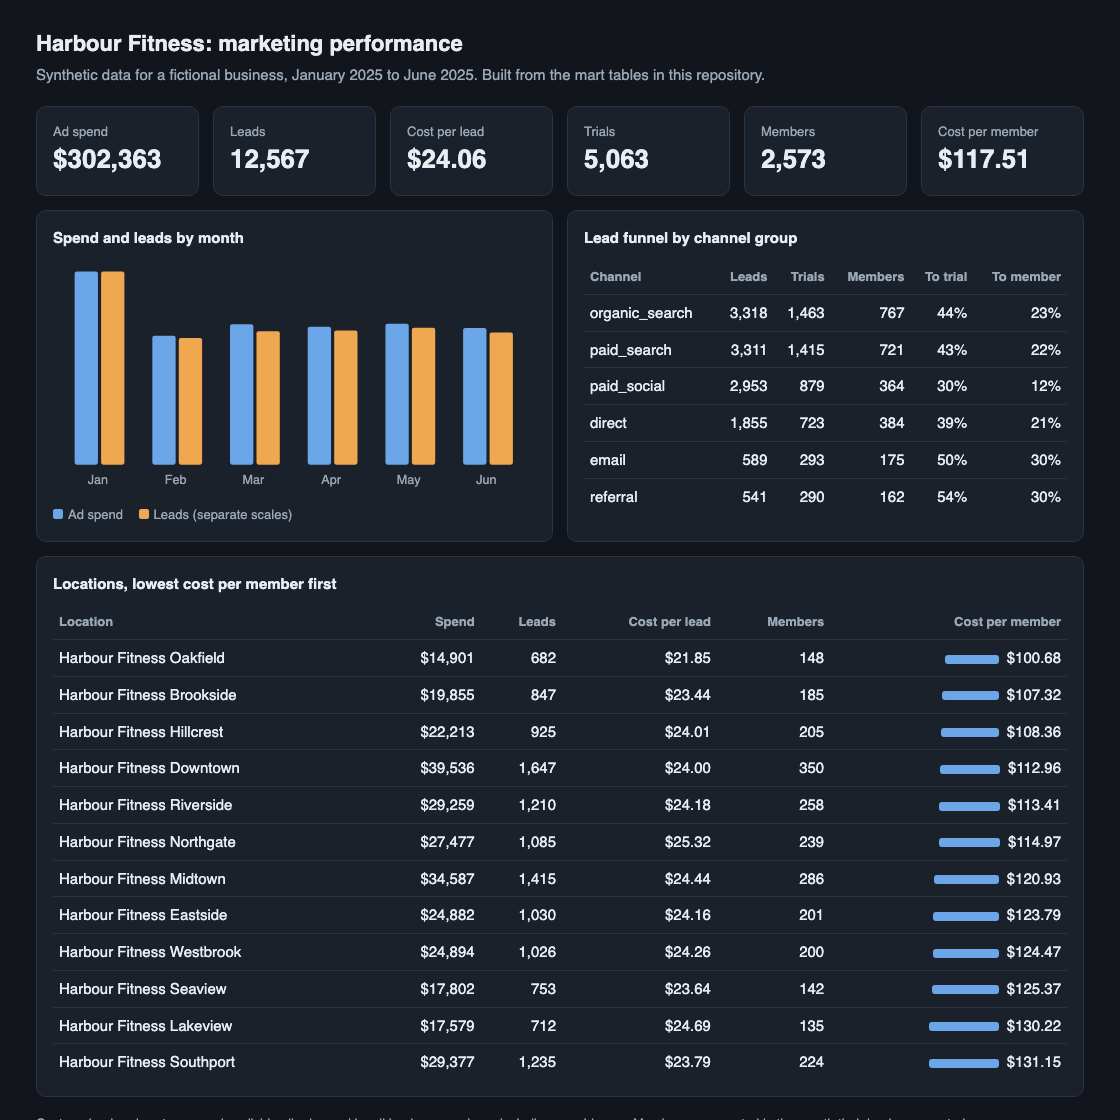 Harbour Fitness: marketing performance
Synthetic data for a fictional business, January 2025 to June 2025. Built from the mart tables in this repository.
Ad spend
$302,363
Leads
12,567
Cost per lead
$24.06
Trials
5,063
Members
2,573
Cost per member
$117.51
Spend and leads by month
Jan Feb Mar Apr May Jun
Ad spend Leads (separate scales)
Lead funnel by channel group
Channel Leads Trials Members To trial To member
organic_search 3,318 1,463 767 44% 23%
paid_search 3,311 1,415 721 43% 22%
paid_social 2,953 879 364 30% 12%
direct 1,855 723 384 39% 21%
email 589 293 175 50% 30%
referral 541 290 162 54% 30%
Locations, lowest cost per member first
Location Spend Leads Cost per lead Members Cost per member
Harbour Fitness Oakfield $14,901 682 $21.85 148 $100.68
Harbour Fitness Brookside $19,855 847 $23.44 185 $107.32
Harbour Fitness Hillcrest $22,213 925 $24.01 205 $108.36
Harbour Fitness Downtown $39,536 1,647 $24.00 350 $112.96
Harbour Fitness Riverside $29,259 1,210 $24.18 258 $113.41
Harbour Fitness Northgate $27,477 1,085 $25.32 239 $114.97
Harbour Fitness Midtown $34,587 1,415 $24.44 286 $120.93
Harbour Fitness Eastside $24,882 1,030 $24.16 201 $123.79
Harbour Fitness Westbrook $24,894 1,026 $24.26 200 $124.47
Harbour Fitness Seaview $17,802 753 $23.64 142 $125.37
Harbour Fitness Lakeview $17,579 712 $24.69 135 $130.22
Harbour Fitness Southport $29,377 1,235 $23.79 224 $131.15